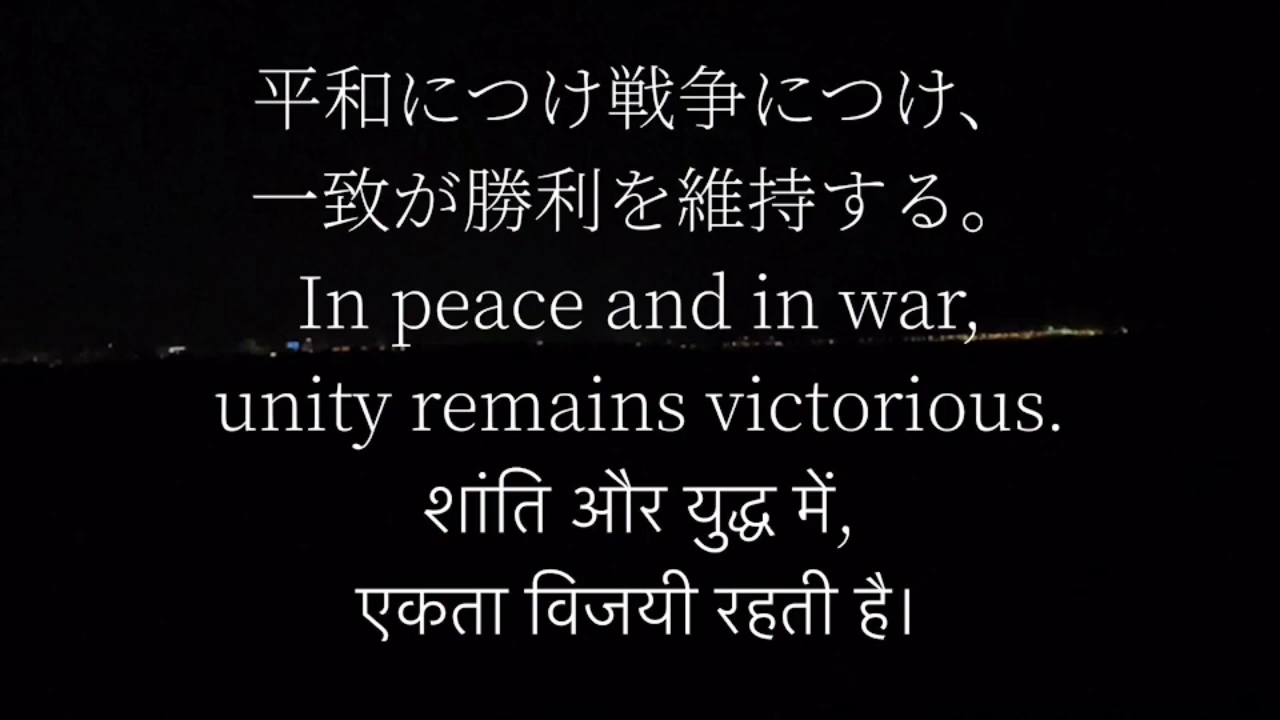 平和につけ戦争につけ、
一致が勝利を維持する。
In peace and in war,
unity remains victorious.
शांति और युद्ध में,
एकता विजयी रहती है।